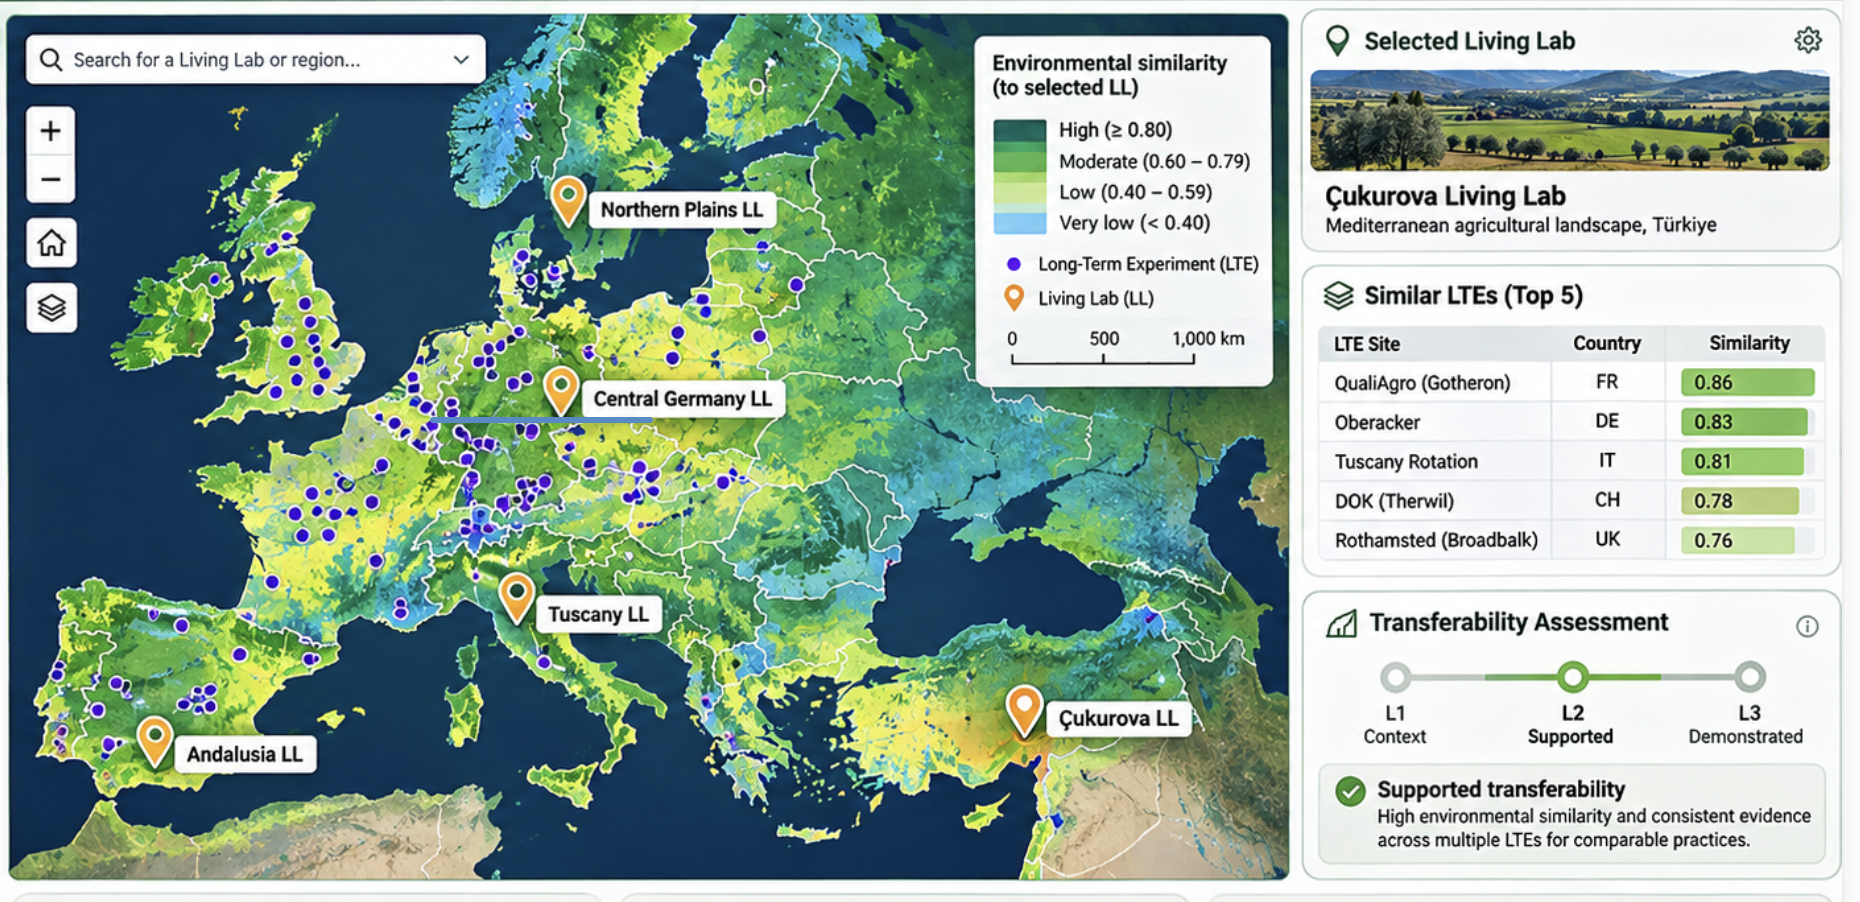 Search for a Living Lab or region...
+
−
Northern Plains LL
Central Germany LL
Tuscany LL
Andalusia LL
Çukurova LL
Environmental similarity
(to selected LL)
High (≥ 0.80)
Moderate (0.60 – 0.79)
Low (0.40 – 0.59)
Very low (< 0.40)
Long-Term Experiment (LTE)
Living Lab (LL)
0 500 1,000 km
Selected Living Lab
Çukurova Living Lab
Mediterranean agricultural landscape, Türkiye
Similar LTEs (Top 5)
LTE Site Country Similarity
QualiAgro (Gotheron) FR 0.86
Oberacker DE 0.83
Tuscany Rotation IT 0.81
DOK (Therwil) CH 0.78
Rothamsted (Broadbalk) UK 0.76
Transferability Assessment
L1 L2 L3
Context Supported Demonstrated
Supported transferability
High environmental similarity and consistent evidence
across multiple LTEs for comparable practices.